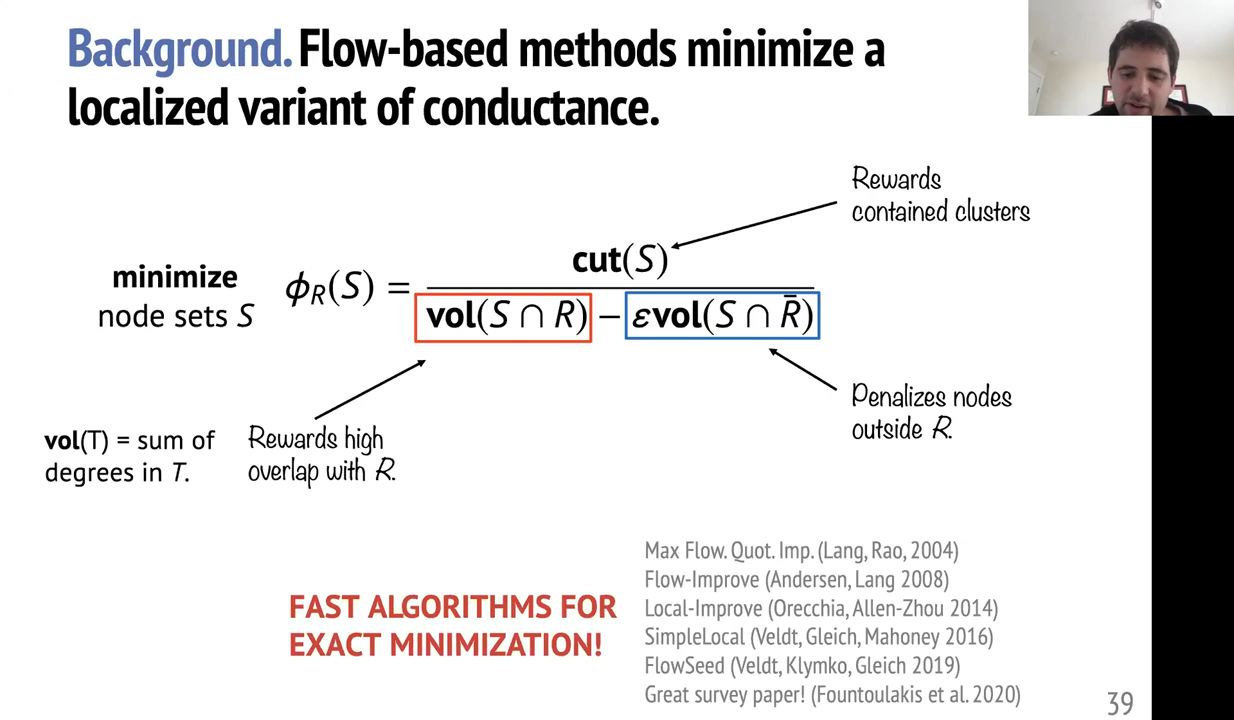 Background. Flow-based methods minimize a
localized variant of conductance.
Rewards
contained clusters
minimize
node sets S
ϕ_R(S) = cut(S) / vol(S ∩ R) − εvol(S ∩ R̄)
Penalizes nodes
outside R.
vol(T) = sum of
degrees in T.
Rewards high
overlap with R.
FAST ALGORITHMS FOR
EXACT MINIMIZATION!
Max Flow. Quot. Imp. (Lang, Rao, 2004)
Flow-Improve (Andersen, Lang 2008)
Local-Improve (Orecchia, Allen-Zhou 2014)
SimpleLocal (Veldt, Gleich, Mahoney 2016)
FlowSeed (Veldt, Klymko, Gleich 2019)
Great survey paper! (Fountoulakis et al. 2020)
39